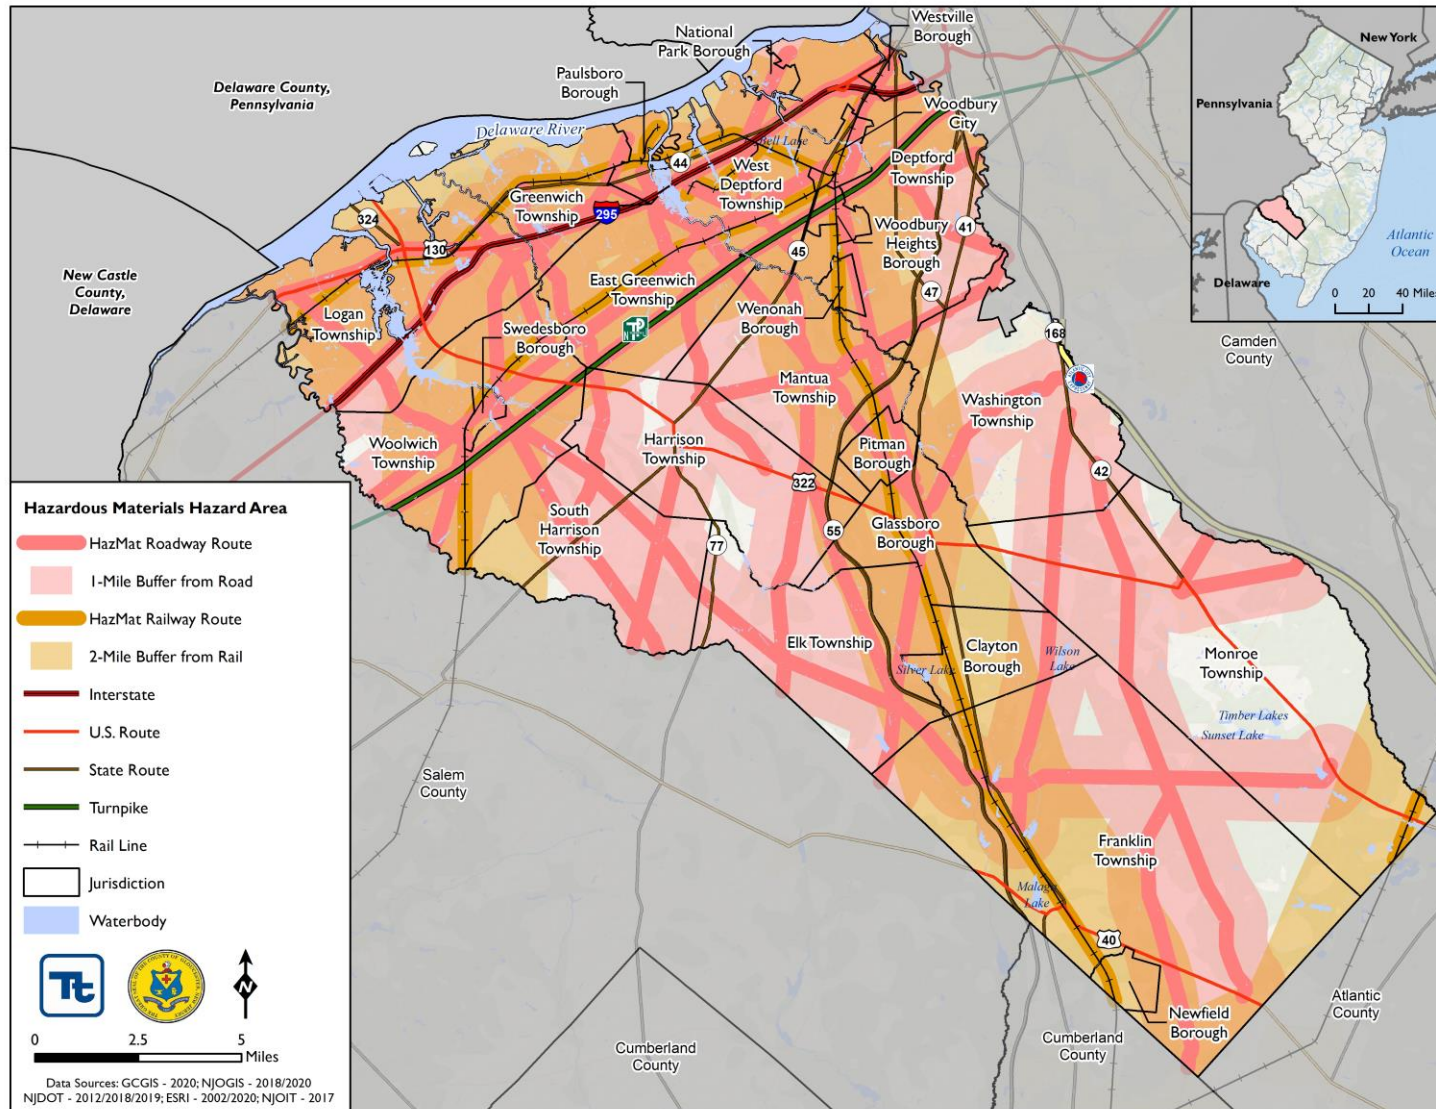 Westville
Borough
National
Park Borough
New York
Paulsboro
Borough
Delaware County,
Pennsylvania
Pennsylvania
Woodbury
City
Delaware River
Bell Lake
44
West
Deptford
Township
Deptford
Township
Greenwich
Township
295
324
130
41
Woodbury
Heights
Borough
45
Atlantic
Ocean
New Castle
County,
Delaware
Delaware
0 20 40 Miles
East Greenwich
Township
47
Logan
Township
Wenonah
Borough
Swedesboro
Borough
168
Camden
County
Mantua
Township
Washington
Township
Woolwich
Township
Harrison
Township
Pitman
Borough
42
322
South
Harrison
Township
77
55
Glassboro
Borough
Elk Township
Silver Lake
Clayton
Borough
Wilson
Lake
Monroe
Township
Timber Lakes
Sunset Lake
Salem
County
Franklin
Township
Malaga
Lake
40
Newfield
Borough
Atlantic
County
Cumberland
County
Cumberland
County
Hazardous Materials Hazard Area
HazMat Roadway Route
1-Mile Buffer from Road
HazMat Railway Route
2-Mile Buffer from Rail
Interstate
U.S. Route
State Route
Turnpike
Rail Line
Jurisdiction
Waterbody
Tt
N
0 2.5 5
Miles
Data Sources: GCGIS - 2020; NJOGIS - 2018/2020
NJDOT - 2012/2018/2019; ESRI - 2002/2020; NJOIT - 2017